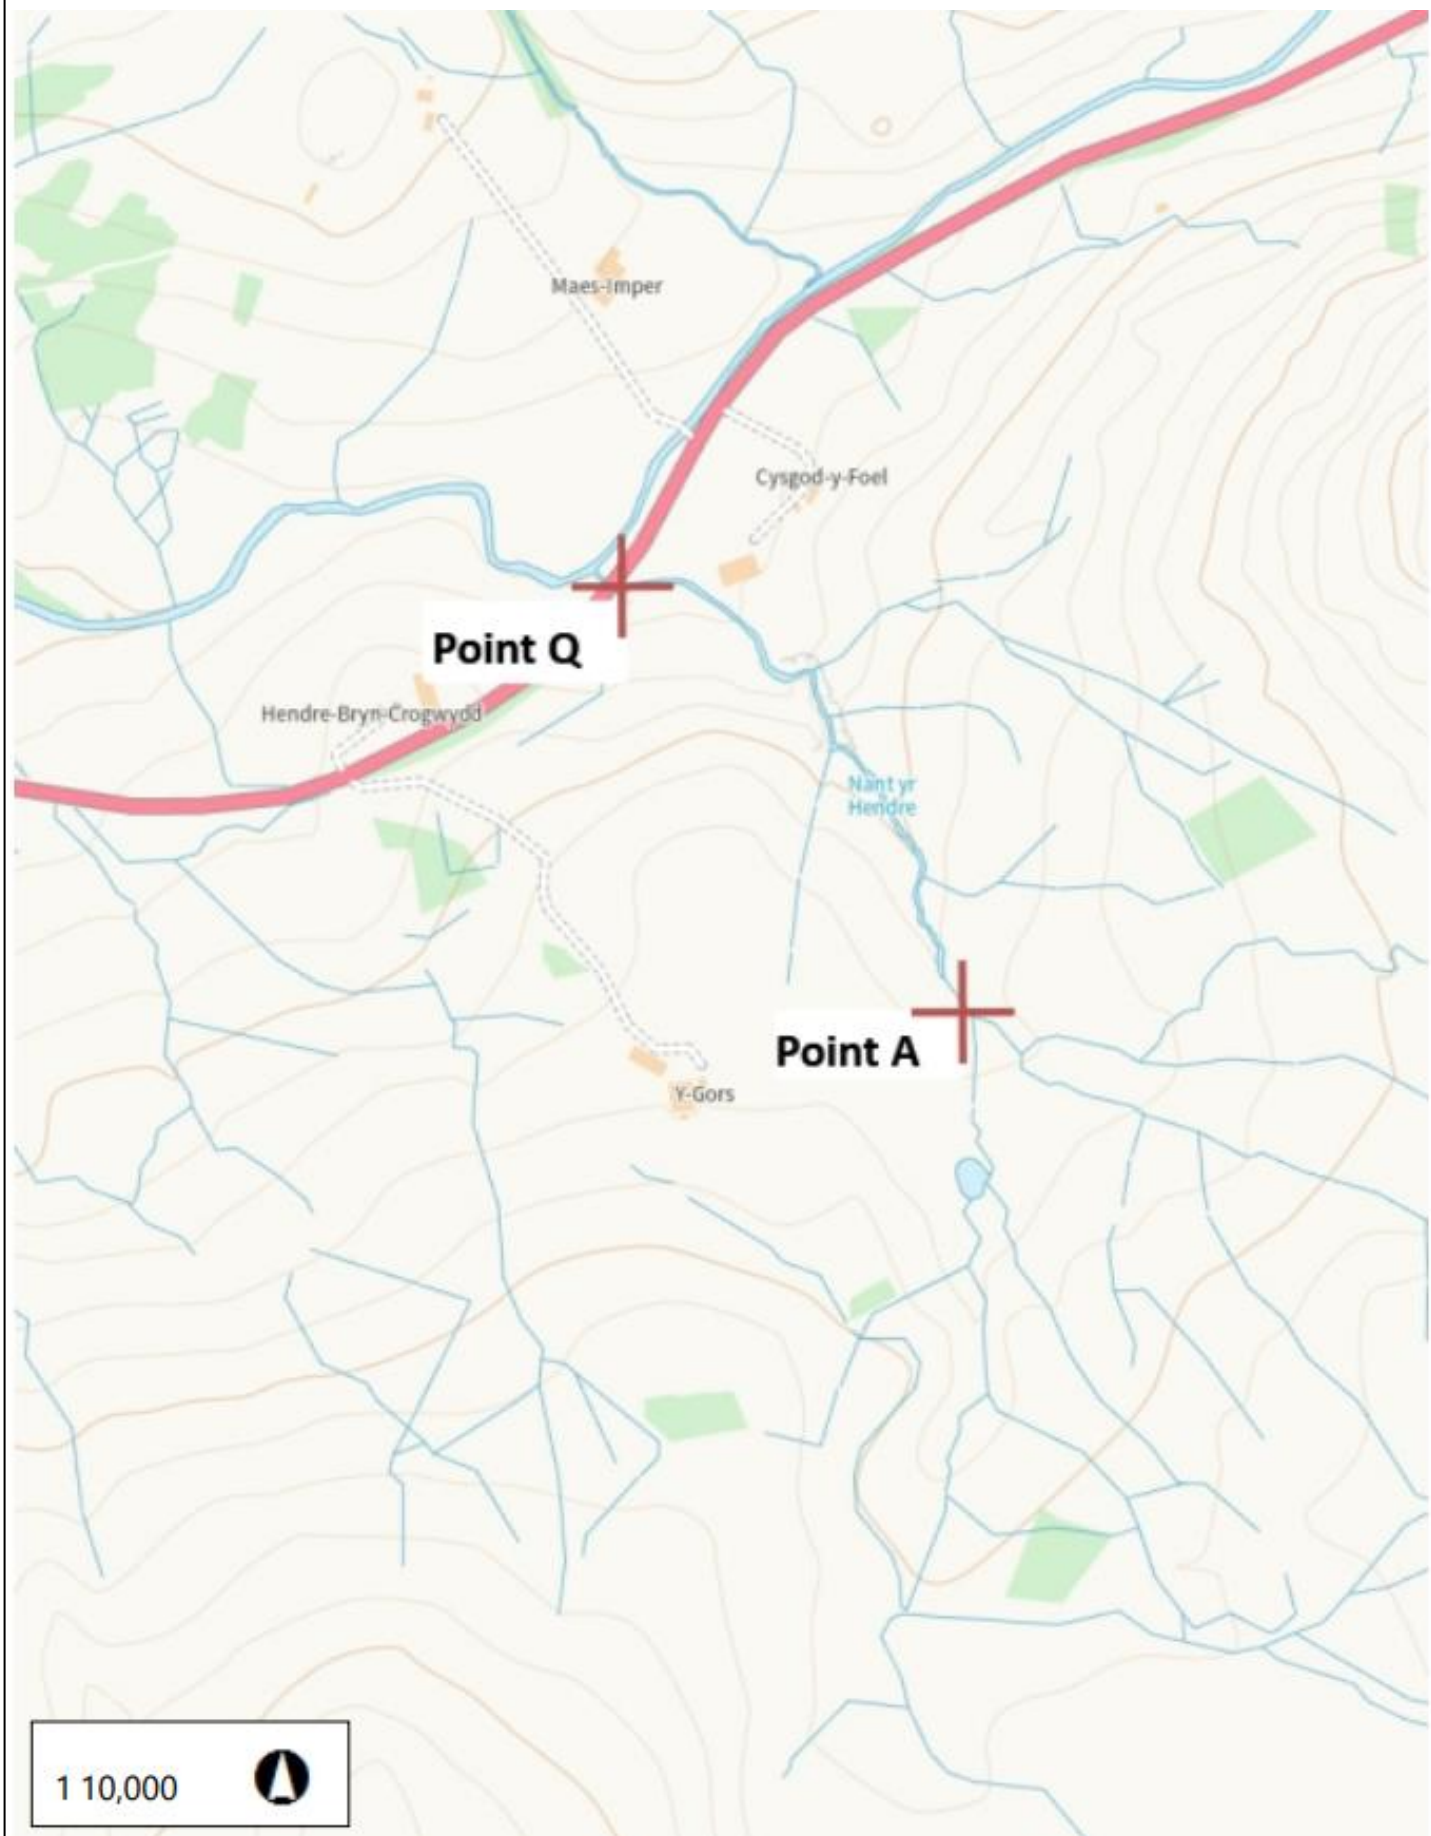 Maes-Imper
Cysgod-y-Foel
Point Q
Hendre-Bryn-Crogwydd
Nant yr
Hendre
Point A
Y-Gors
1 10,000